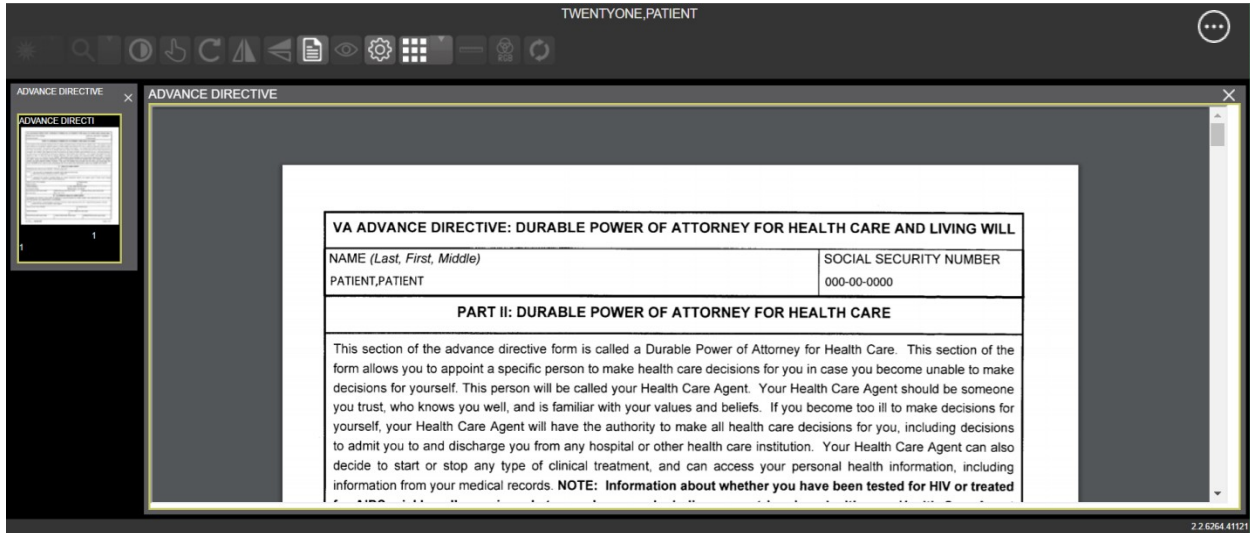 TWENTYONE,PATIENT
RGB
ADVANCE DIRECTIVE
ADVANCE DIRECTI
1
1
ADVANCE DIRECTIVE
VA ADVANCE DIRECTIVE: DURABLE POWER OF ATTORNEY FOR HEALTH CARE AND LIVING WILL
NAME (Last, First, Middle)
SOCIAL SECURITY NUMBER
PATIENT,PATIENT
000-00-0000
PART II: DURABLE POWER OF ATTORNEY FOR HEALTH CARE
This section of the advance directive form is called a Durable Power of Attorney for Health Care. This section of the
form allows you to appoint a specific person to make health care decisions for you in case you become unable to make
decisions for yourself. This person will be called your Health Care Agent. Your Health Care Agent should be someone
you trust, who knows you well, and is familiar with your values and beliefs. If you become too ill to make decisions for
yourself, your Health Care Agent will have the authority to make all health care decisions for you, including decisions
to admit you to and discharge you from any hospital or other health care institution. Your Health Care Agent can also
decide to start or stop any type of clinical treatment, and can access your personal health information, including
information from your medical records. NOTE: Information about whether you have been tested for HIV or treated
2.2.6264.41121